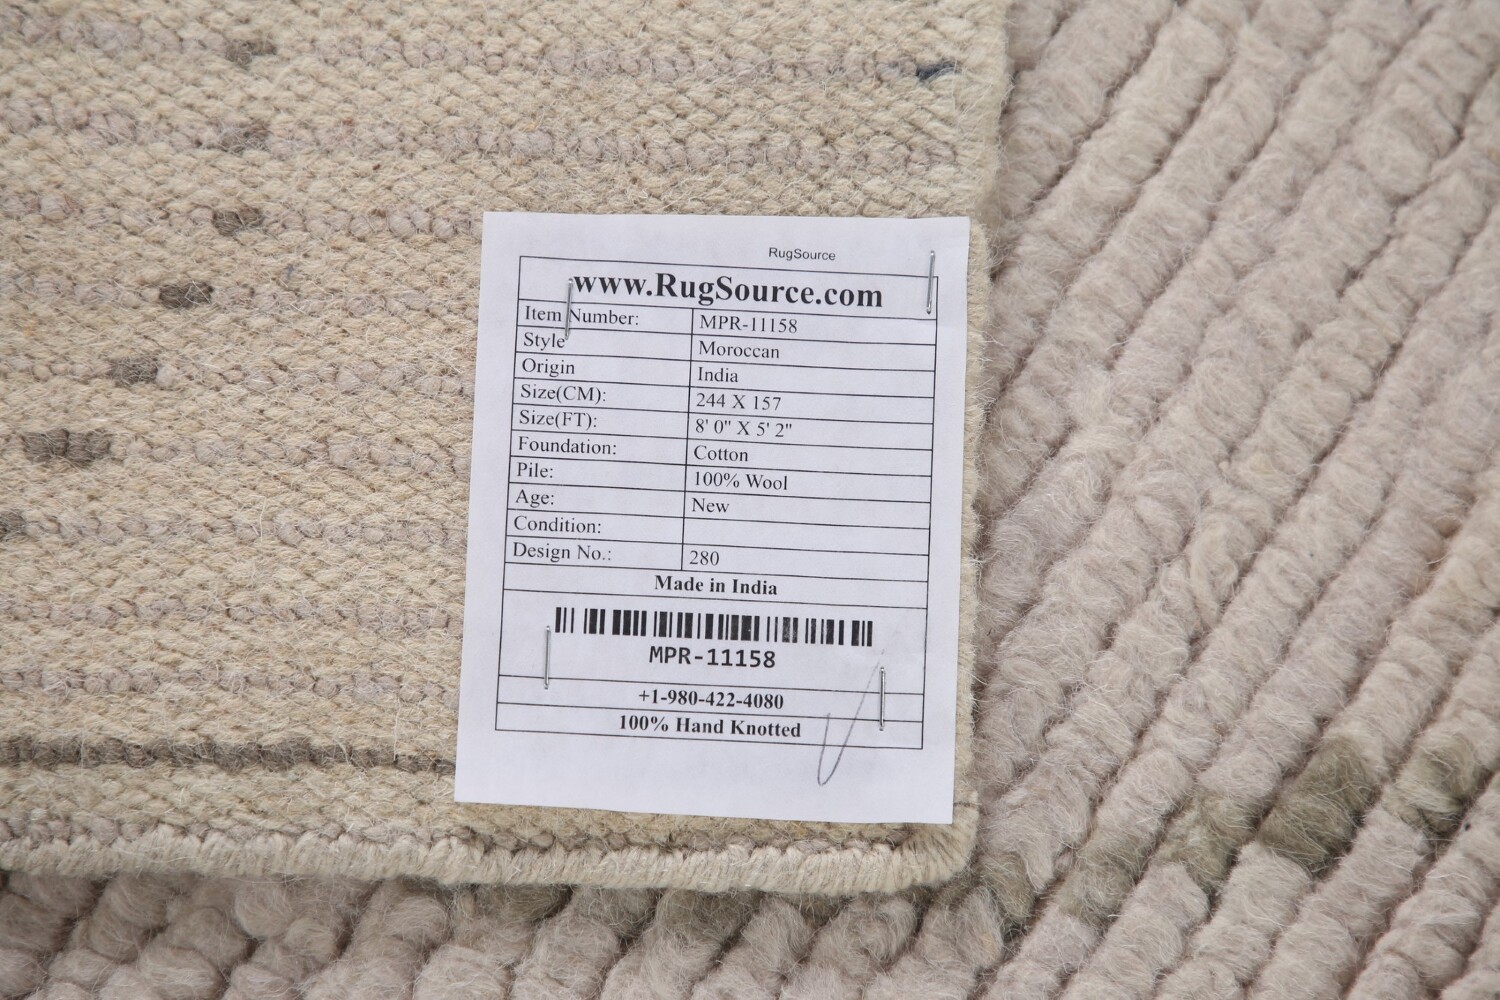 RugSource
www.RugSource.com
Item Number: MPR-11158
Style Moroccan
Origin India
Size(CM): 244 X 157
Size(FT): 8' 0" X 5' 2"
Foundation: Cotton
Pile: 100% Wool
Age: New
Condition:
Design No.: 280
Made in India
MPR-11158
+1-980-422-4080
100% Hand Knotted